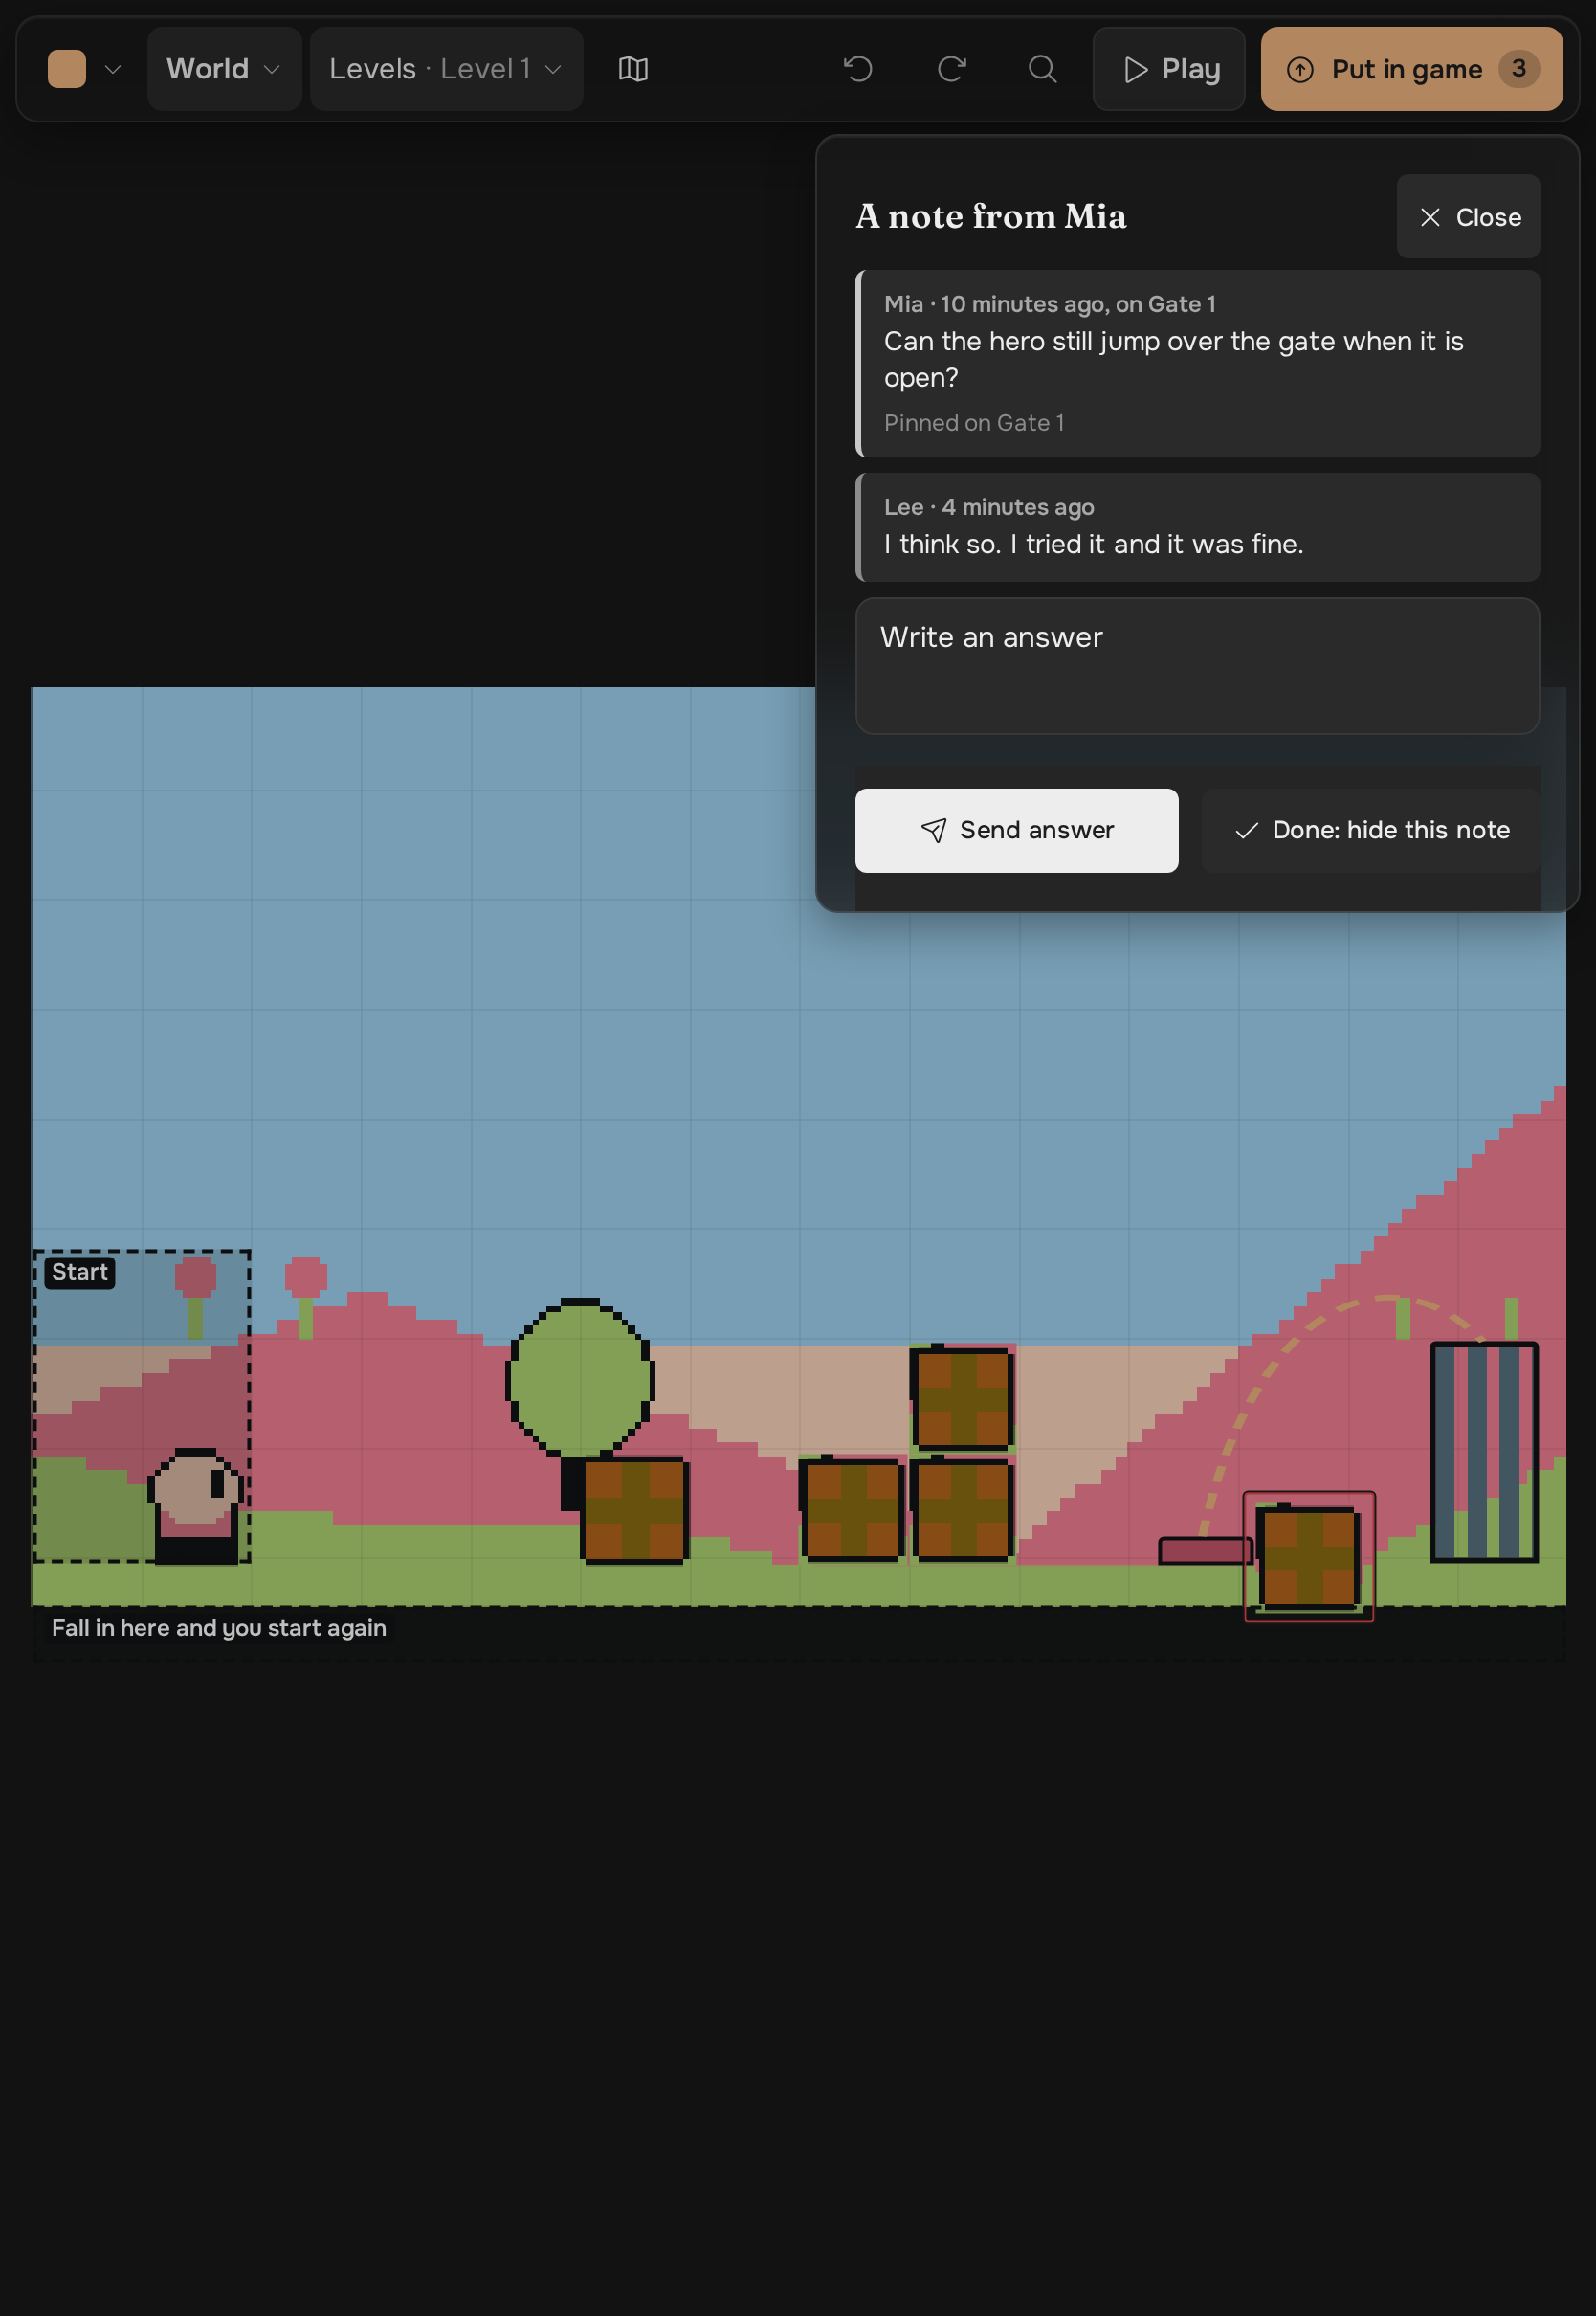 World
Levels · Level 1
Play
Put in game 3
A note from Mia
Close
Mia · 10 minutes ago, on Gate 1
Can the hero still jump over the gate when it is
open?
Pinned on Gate 1
Lee · 4 minutes ago
I think so. I tried it and it was fine.
Write an answer
Send answer
Done: hide this note
Start
Fall in here and you start again